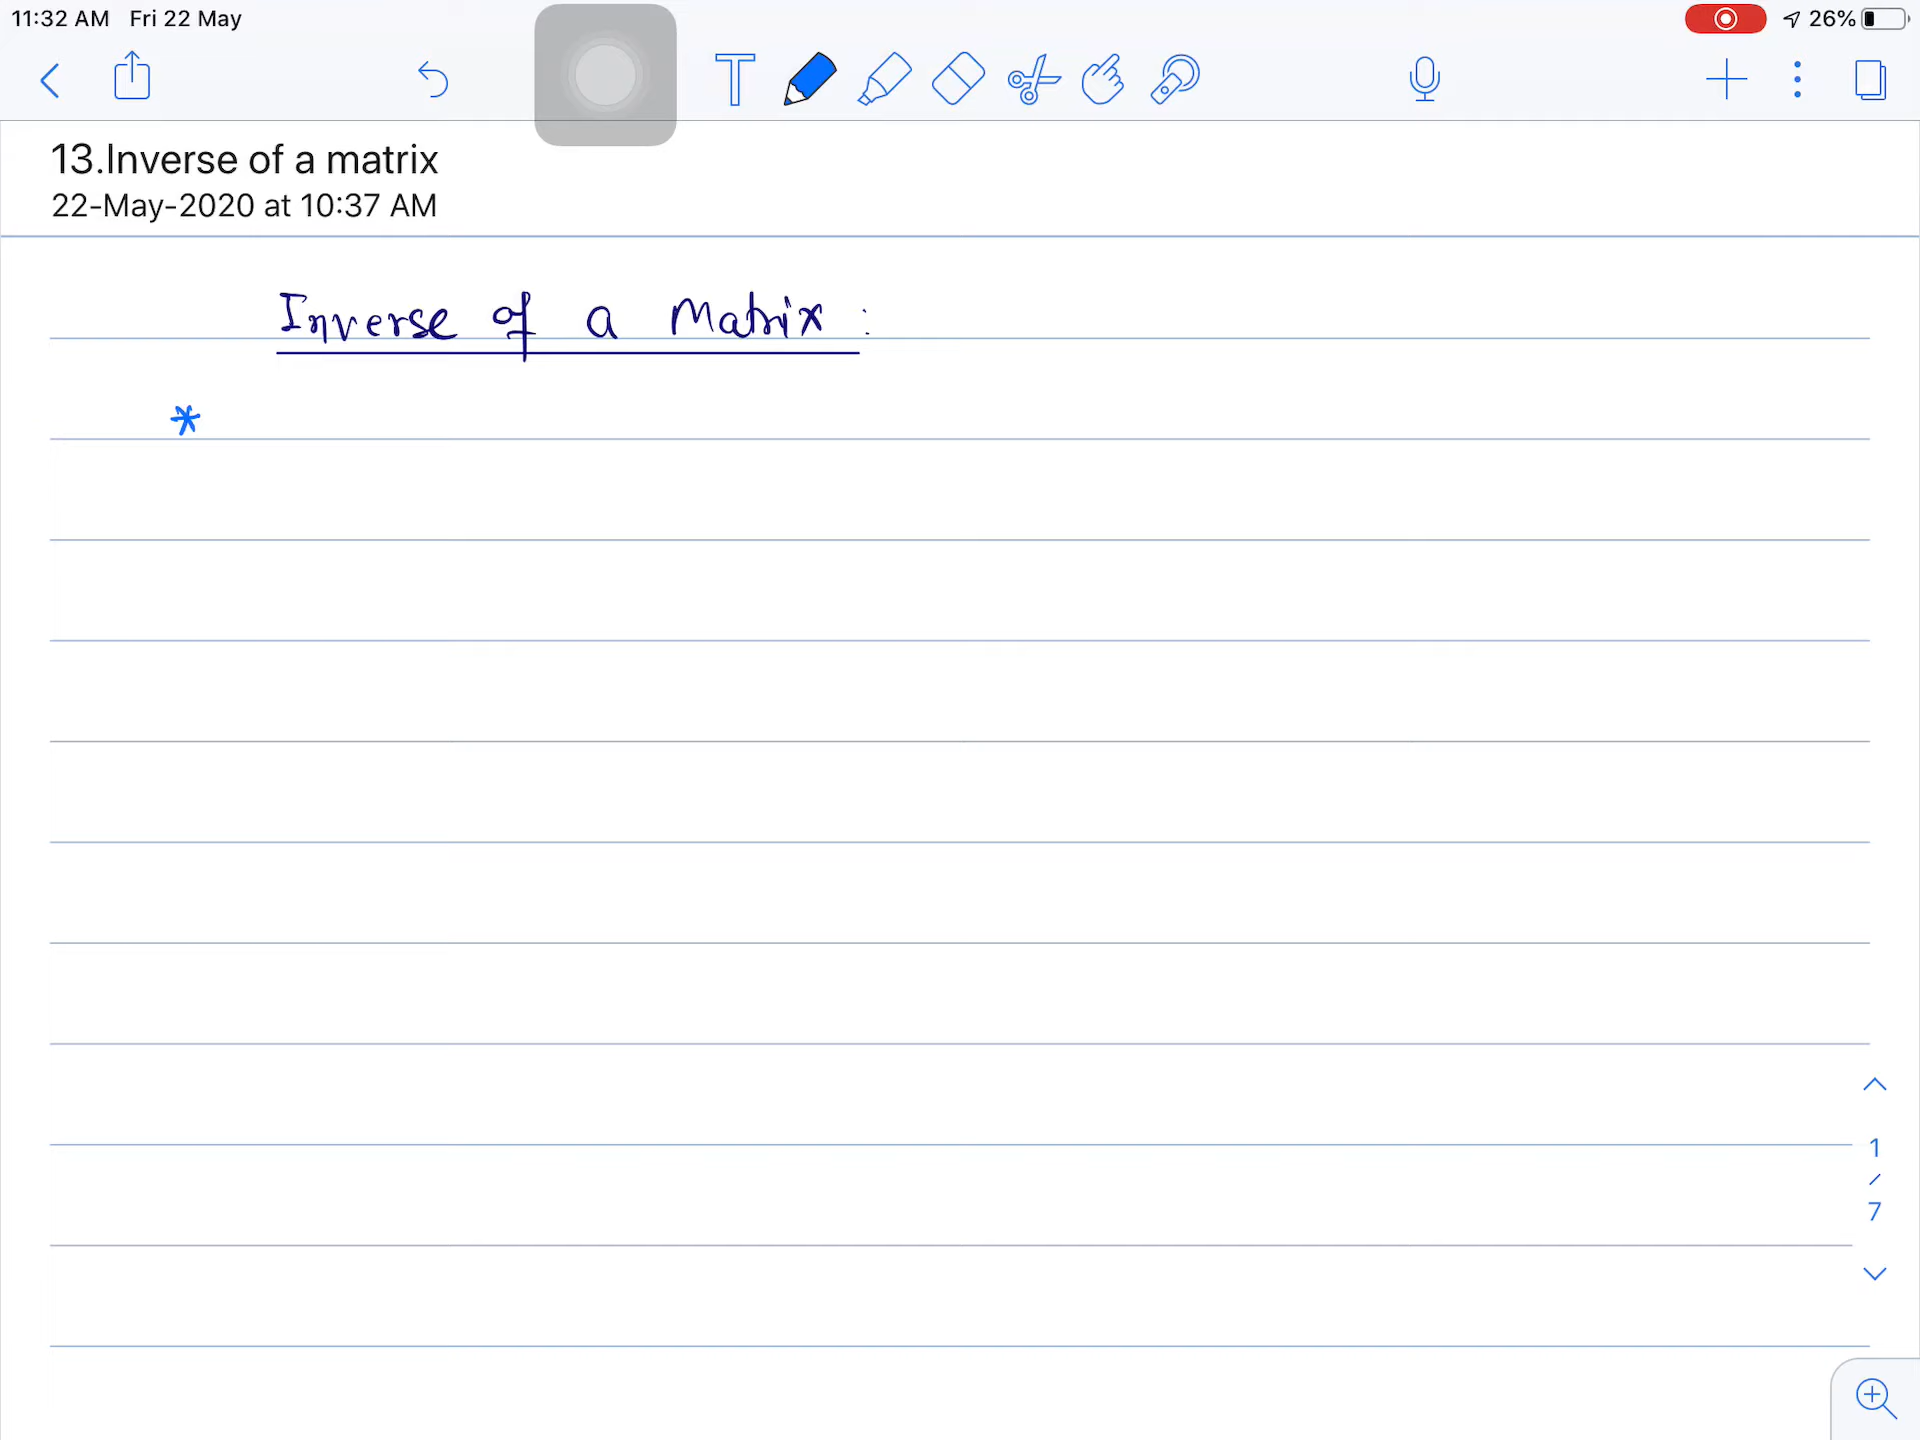 11:32 AM Fri 22 May 26%
T
13.Inverse of a matrix
22-May-2020 at 10:37 AM
Inverse of a Matrix :
*
1
/
7